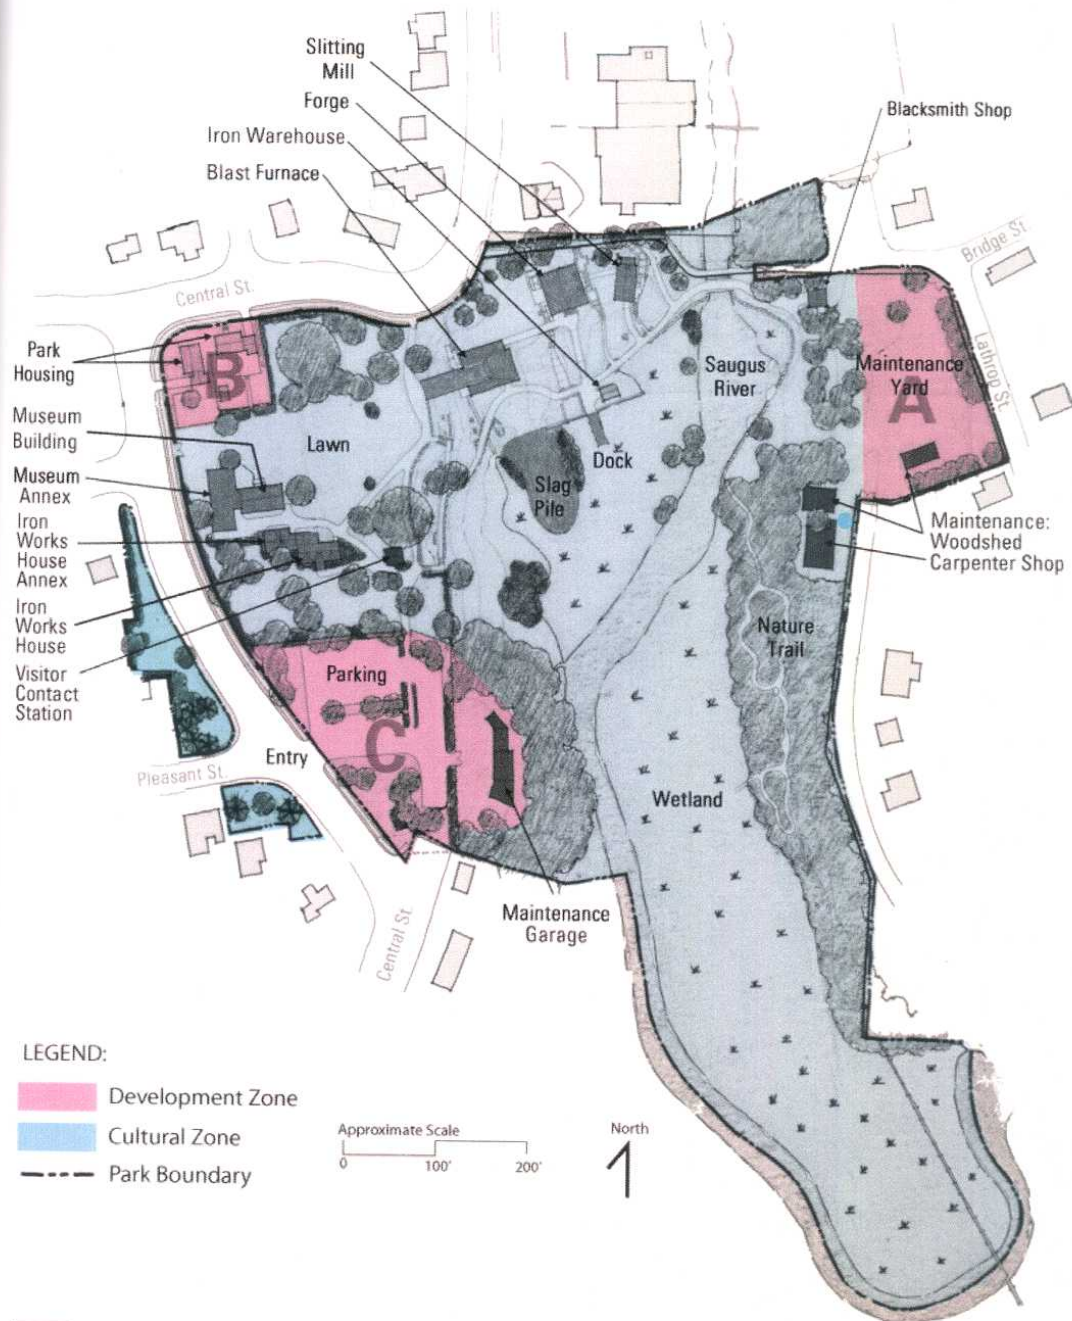 Slitting
Mill
Forge
Iron Warehouse
Blast Furnace
Blacksmith Shop
Bridge St.
Lathrop St.
Central St.
Park
Housing
B
Museum
Building
Lawn
Museum
Annex
Iron
Works
House
Annex
Iron
Works
House
Visitor
Contact
Station
Saugus
River
Maintenance
Yard
A
Dock
Slag
Pile
Maintenance:
Woodshed
Carpenter Shop
Nature
Trail
Parking
C
Entry
Pleasant St.
Wetland
Maintenance
Garage
Central St.
LEGEND:
Development Zone
Cultural Zone
Park Boundary
Approximate Scale
0 100' 200'
North